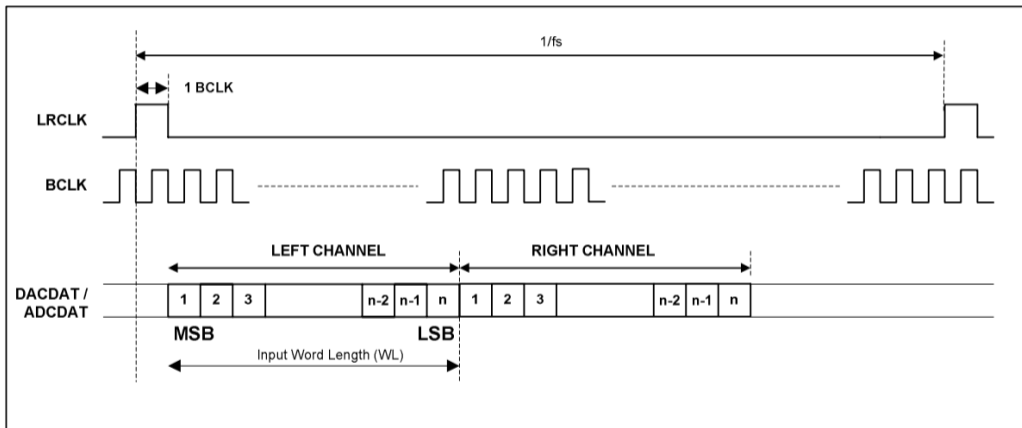 1/fs
1 BCLK
LRCLK
BCLK
LEFT CHANNEL RIGHT CHANNEL
DACDAT /
ADCDAT
1 2 3 n-2 n-1 n 1 2 3 n-2 n-1 n
MSB LSB
Input Word Length (WL)